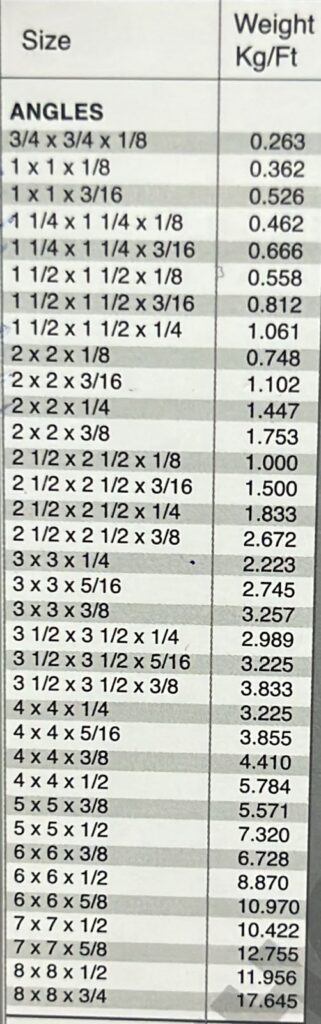 Size Weight Kg/Ft
ANGLES
3/4 x 3/4 x 1/8 0.263
1 x 1 x 1/8 0.362
1 x 1 x 3/16 0.526
1 1/4 x 1 1/4 x 1/8 0.462
1 1/4 x 1 1/4 x 3/16 0.666
1 1/2 x 1 1/2 x 1/8 0.558
1 1/2 x 1 1/2 x 3/16 0.812
1 1/2 x 1 1/2 x 1/4 1.061
2 x 2 x 1/8 0.748
2 x 2 x 3/16 1.102
2 x 2 x 1/4 1.447
2 x 2 x 3/8 1.753
2 1/2 x 2 1/2 x 1/8 1.000
2 1/2 x 2 1/2 x 3/16 1.500
2 1/2 x 2 1/2 x 1/4 1.833
2 1/2 x 2 1/2 x 3/8 2.672
3 x 3 x 1/4 2.223
3 x 3 x 5/16 2.745
3 x 3 x 3/8 3.257
3 1/2 x 3 1/2 x 1/4 2.989
3 1/2 x 3 1/2 x 5/16 3.225
3 1/2 x 3 1/2 x 3/8 3.833
4 x 4 x 1/4 3.225
4 x 4 x 5/16 3.855
4 x 4 x 3/8 4.410
4 x 4 x 1/2 5.784
5 x 5 x 3/8 5.571
5 x 5 x 1/2 7.320
6 x 6 x 3/8 6.728
6 x 6 x 1/2 8.870
6 x 6 x 5/8 10.970
7 x 7 x 1/2 10.422
7 x 7 x 5/8 12.755
8 x 8 x 1/2 11.956
8 x 8 x 3/4 17.645